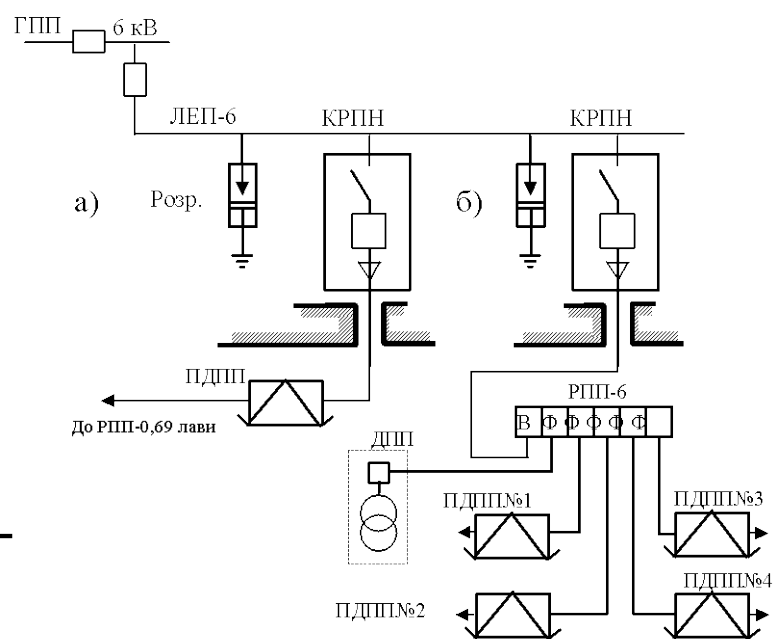 ГПП 6 кВ
ЛЕП-6 КРПН КРПН
а) Розр. б)
ПДПП
До РПП-0,69 лави
РПП-6
В Ф Ф Ф Ф Ф
ДПП
ПДПП№1 ПДПП№3
ПДПП№2 ПДПП№4